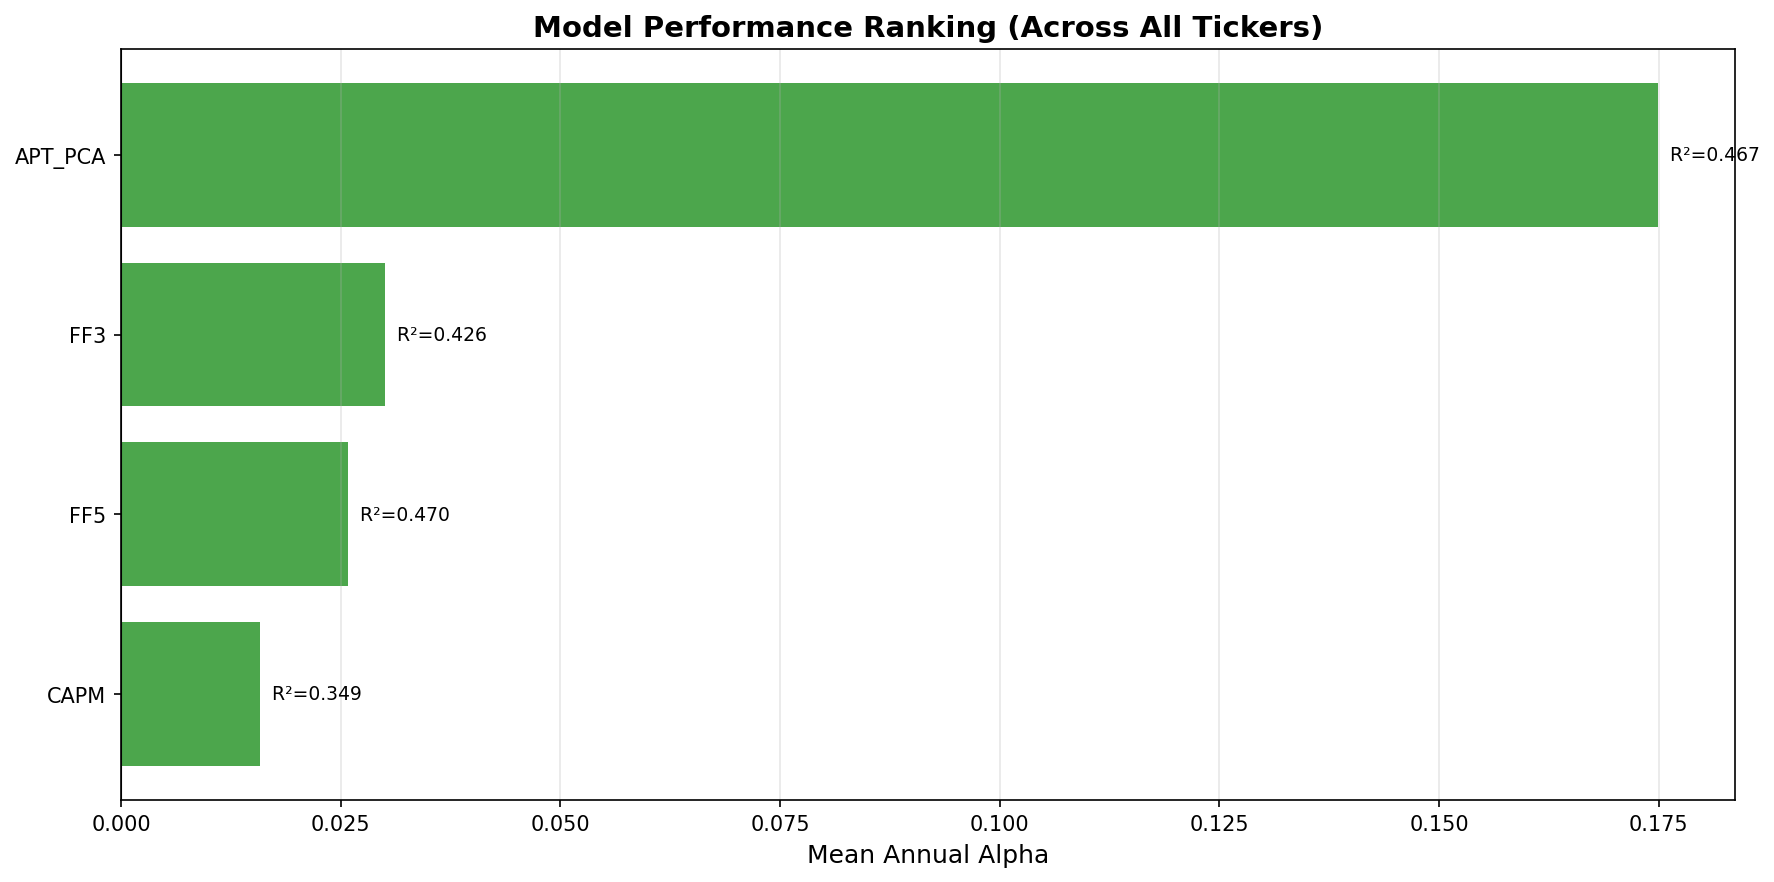 Model Performance Ranking (Across All Tickers)
APT_PCA
R²=0.467
FF3
R²=0.426
FF5
R²=0.470
CAPM
R²=0.349
0.000
0.025
0.050
0.075
0.100
0.125
0.150
0.175
Mean Annual Alpha